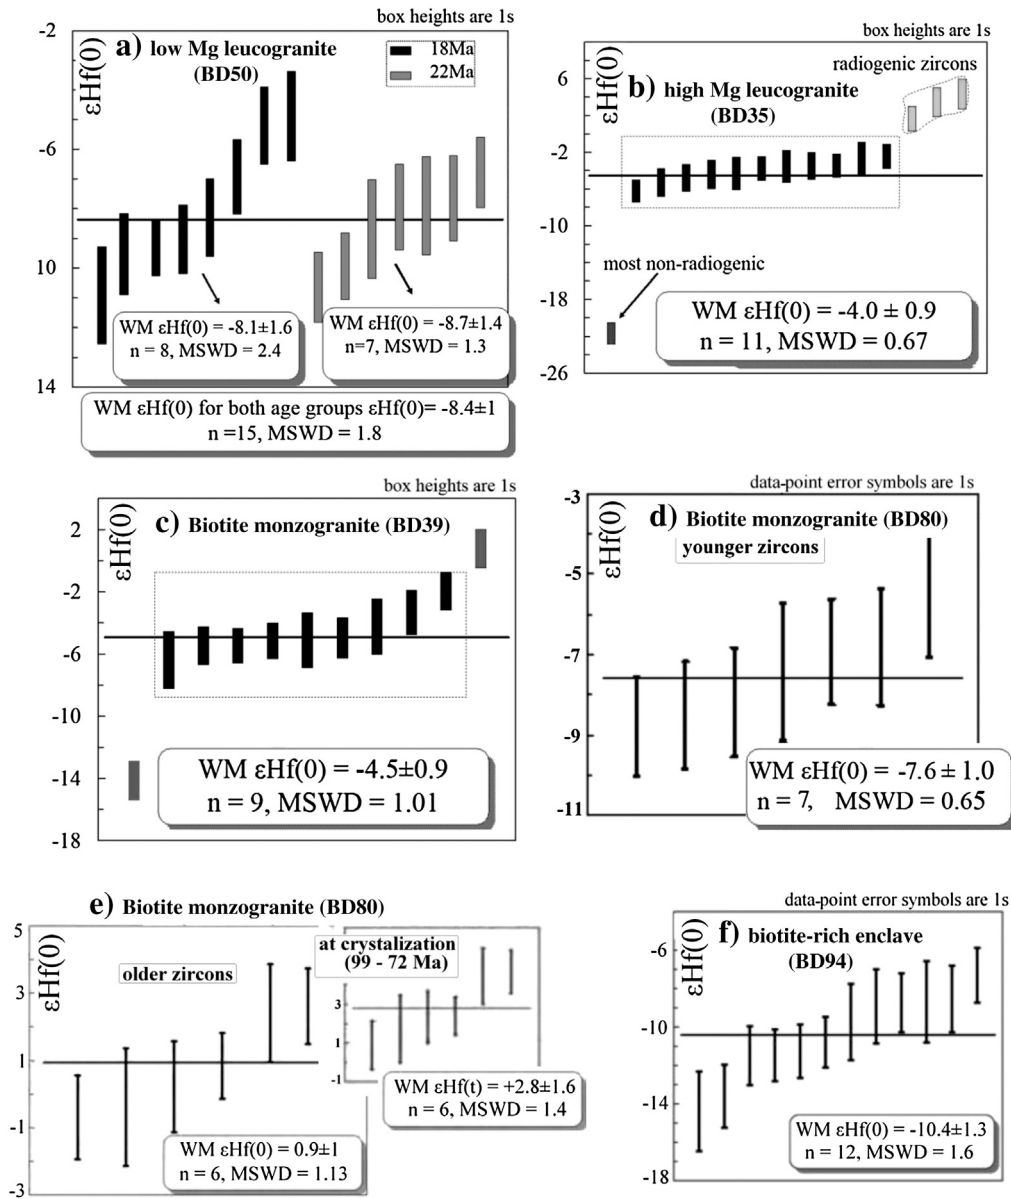 box heights are 1s
-2
-6
10
14
εHf(0)
a) low Mg leucogranite
(BD50)
18Ma
22Ma
WM εHf(0) = -8.1±1.6
n = 8, MSWD = 2.4
WM εHf(0) = -8.7±1.4
n=7, MSWD = 1.3
WM εHf(0) for both age groups εHf(0)= -8.4±1
n =15, MSWD = 1.8
box heights are 1s
6
-2
-10
-18
-26
εHf(0)
b) high Mg leucogranite
(BD35)
radiogenic zircons
most non-radiogenic
WM εHf(0) = -4.0 ± 0.9
n = 11, MSWD = 0.67
box heights are 1s
2
-2
-6
-10
-14
-18
εHf(0)
c) Biotite monzogranite (BD39)
WM εHf(0) = -4.5±0.9
n = 9, MSWD = 1.01
data-point error symbols are 1s
-3
-5
-7
-9
-11
εHf(0)
d) Biotite monzogranite (BD80)
younger zircons
WM εHf(0) = -7.6 ± 1.0
n = 7, MSWD = 0.65
e) Biotite monzogranite (BD80)
5
3
1
-1
-3
εHf(0)
older zircons
at crystalization
(99 - 72 Ma)
3
1
-1
WM εHf(t) = +2.8±1.6
n = 6, MSWD = 1.4
WM εHf(0) = 0.9±1
n = 6, MSWD = 1.13
data-point error symbols are 1s
-6
-10
-14
-18
εHf(0)
f) biotite-rich enclave
(BD94)
WM εHf(0) = -10.4±1.3
n = 12, MSWD = 1.6